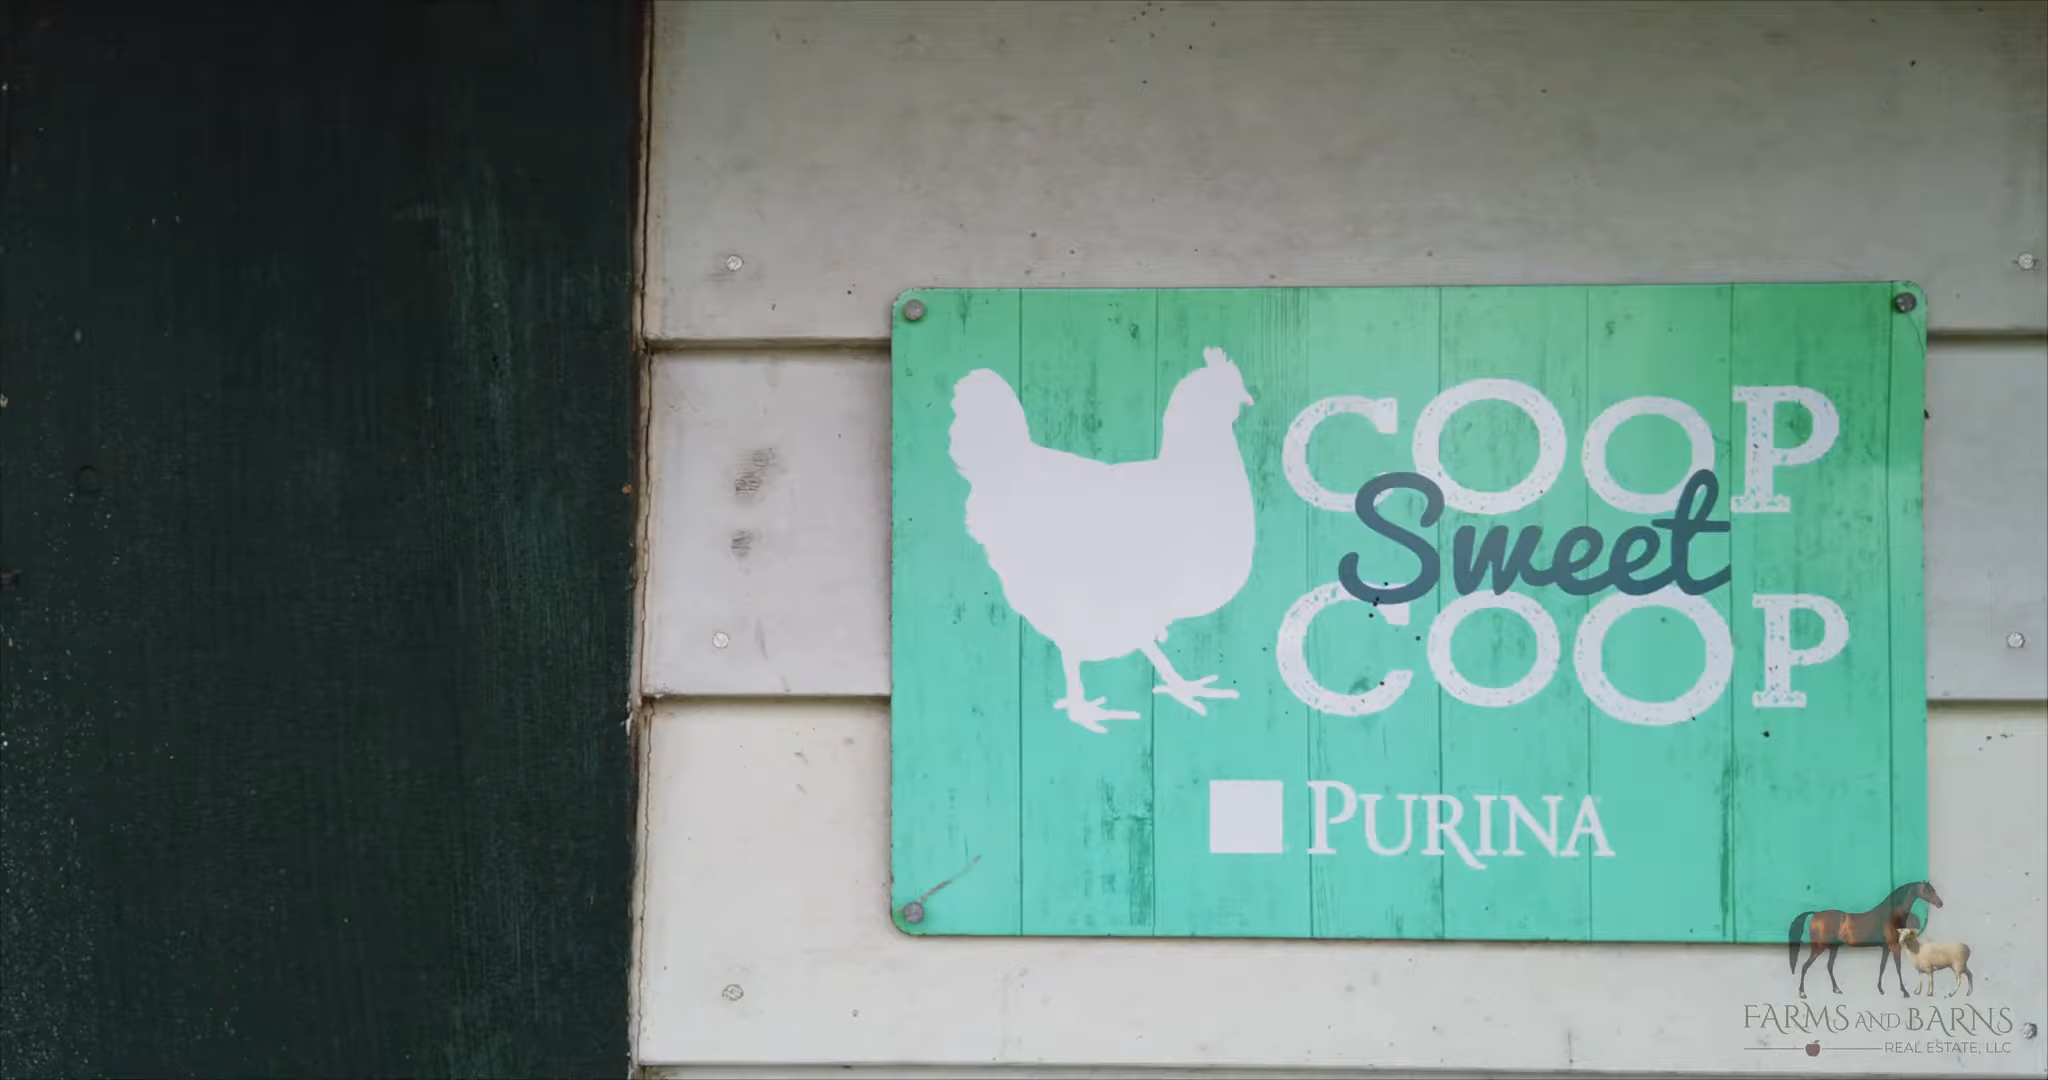 COOP
Sweet
COOP
PURINA
FARMS AND BARNS
REAL ESTATE, LLC